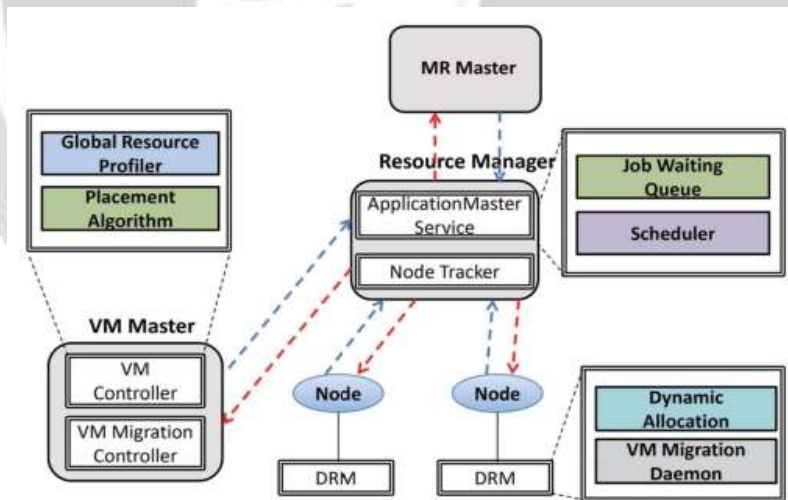 MR Master
Global Resource
Profiler
Placement
Algorithm
Resource Manager
ApplicationMaster
Service
Node Tracker
Job Waiting
Queue
Scheduler
VM Master
VM
Controller
VM Migration
Controller
Node
Node
DRM
DRM
Dynamic
Allocation
VM Migration
Daemon